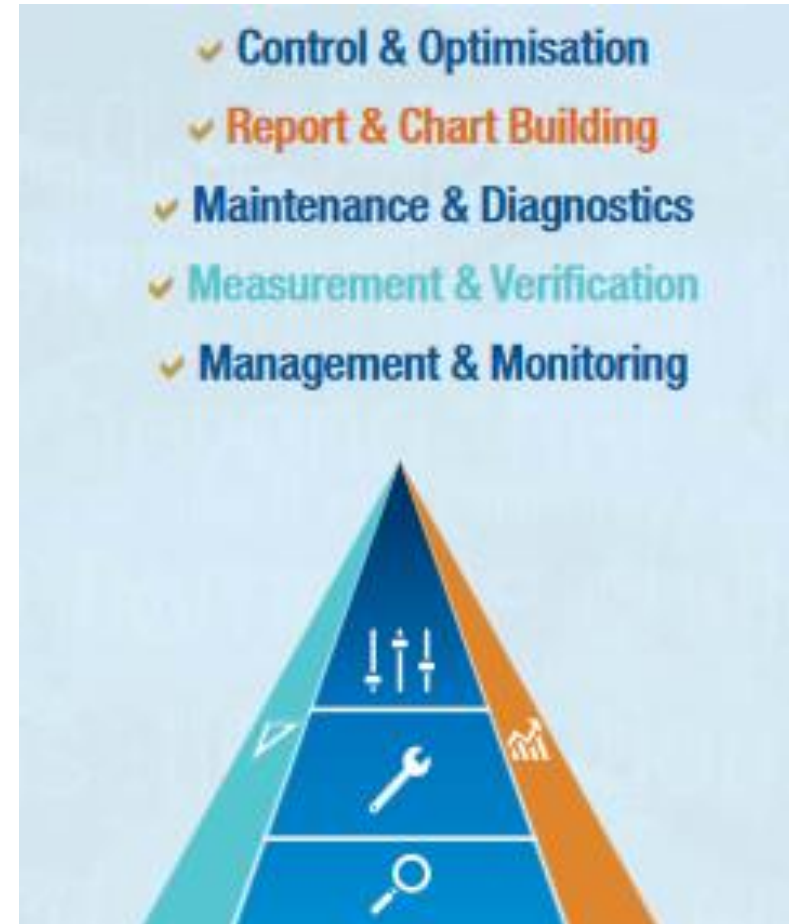 Control & Optimisation
Report & Chart Building
Maintenance & Diagnostics
Measurement & Verification
Management & Monitoring